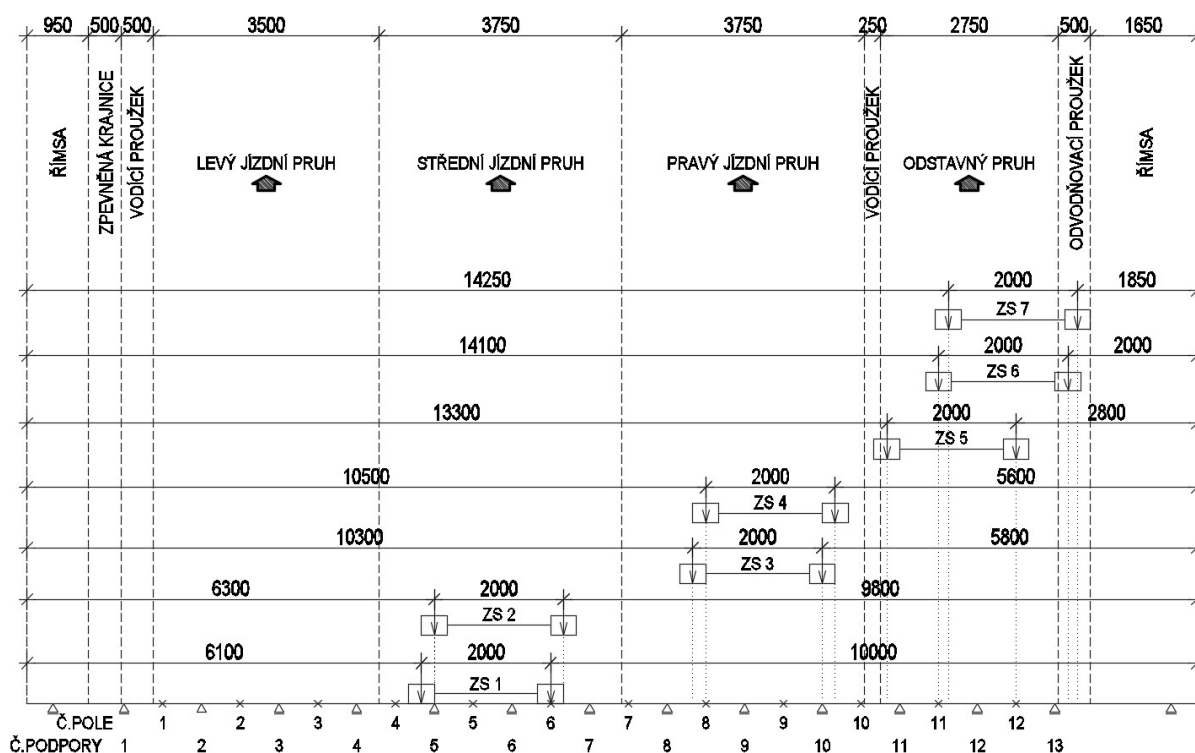 950 500 500 3500 3750 3750 250 2750 500 1650
ŘÍMSA
ZPEVNĚNÁ KRAJNICE
VODÍCÍ PROUŽEK
LEVÝ JÍZDNÍ PRUH
STŘEDNÍ JÍZDNÍ PRUH
PRAVÝ JÍZDNÍ PRUH
VODÍCÍ PROUŽEK
ODSTAVNÝ PRUH
ODVODŇOVACÍ PROUŽEK
ŘÍMSA
14250 2000 1850
ZS 7
14100 2000 2000
ZS 6
13300 2000 2800
ZS 5
10500 2000 5600
ZS 4
10300 2000 5800
ZS 3
6300 2000 9800
ZS 2
6100 2000 10000
ZS 1
Č.POLE 1 2 3 4 5 6 7 8 9 10 11 12
Č.PODPORY 1 2 3 4 5 6 7 8 9 10 11 12 13